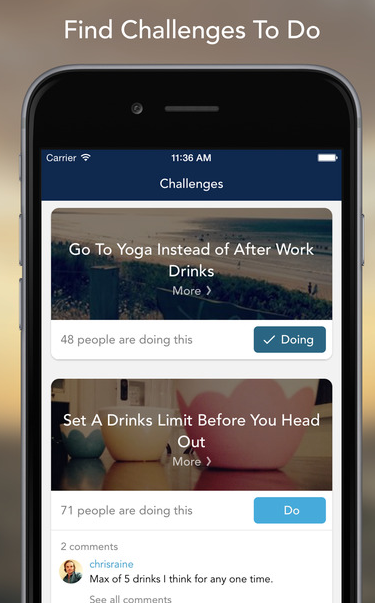 Find Challenges To Do
Carrier
11:36 AM
Challenges
Go To Yoga Instead of After Work
Drinks
More
48 people are doing this
Doing
Set A Drinks Limit Before You Head
Out
More
71 people are doing this
Do
2 comments
chrisraine
Max of 5 drinks I think for any one time.
See all comments